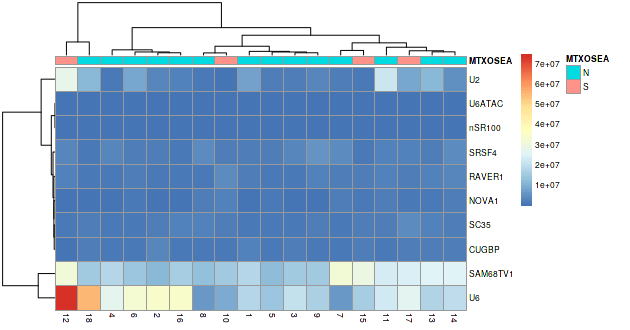 MTXOSEA
U2
U6ATAC
nSR100
SRSF4
RAVER1
NOVA1
SC35
CUGBP
SAM68TV1
U6
12 18 4 6 2 16 8 10 1 5 3 9 7 15 11 17 13 14
7e+07
6e+07
5e+07
4e+07
3e+07
2e+07
1e+07
MTXOSEA
N
S